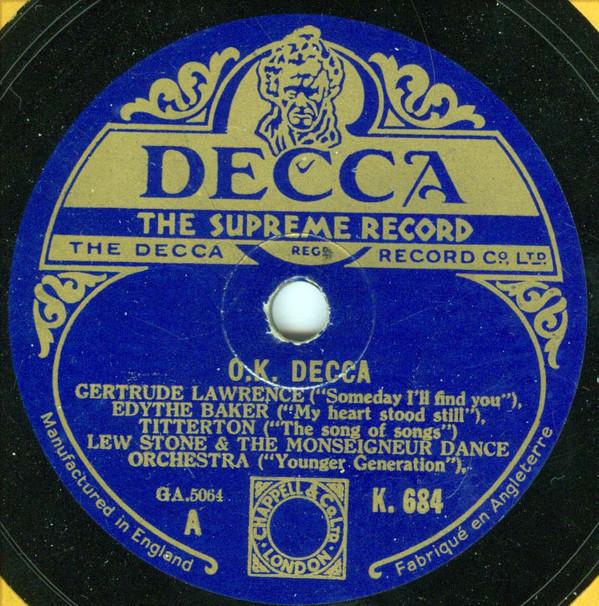 DECCA
THE SUPREME RECORD
THE DECCA REGD RECORD Co., LTD.
O.K. DECCA
GERTRUDE LAWRENCE ("Someday I'll find you"),
EDYTHE BAKER ("My heart stood still"),
TITTERTON ("The song of songs")
LEW STONE & THE MONSEIGNEUR DANCE
ORCHESTRA ("Younger Generation"),
GA.5064
A
CHAPPELL & Co LTD
LONDON
K. 684
Manufactured in England
Fabriqué en Angleterre